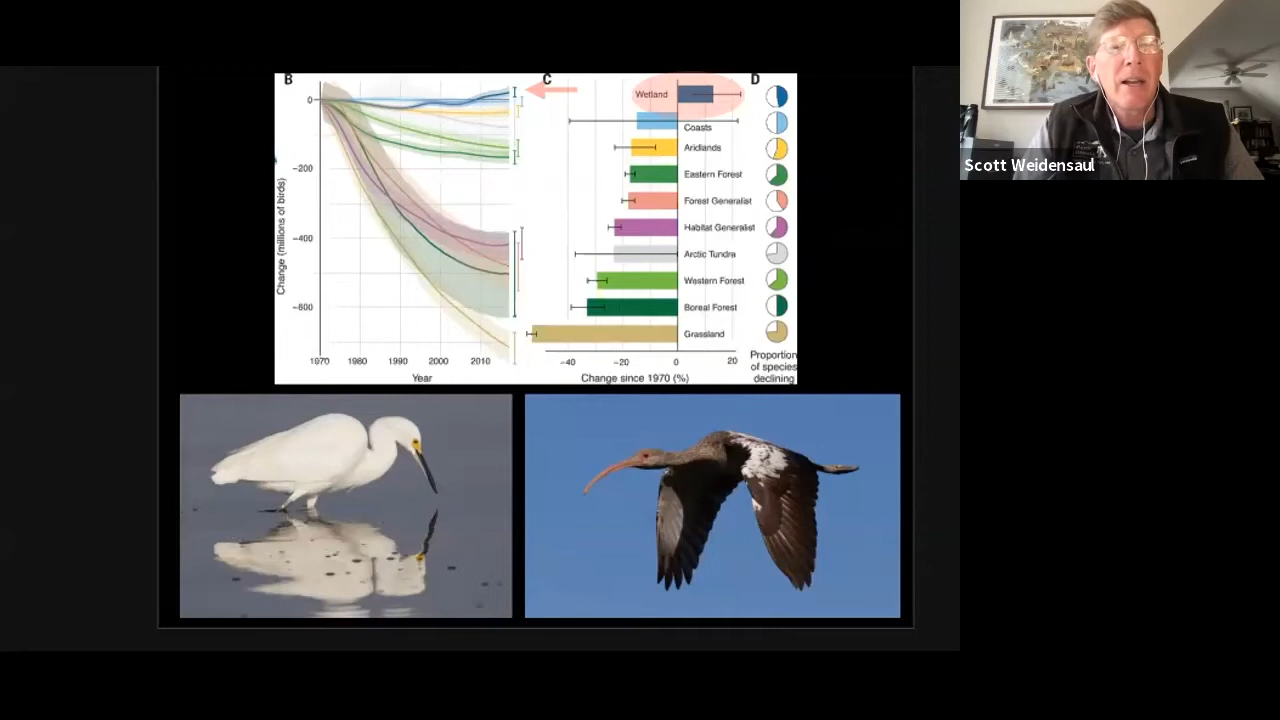 B
C
D
0
−200
−400
−600
Change (millions of birds)
1970 1980 1990 2000 2010
Year
Wetland
Coasts
Aridlands
Eastern Forest
Forest Generalist
Habitat Generalist
Arctic Tundra
Western Forest
Boreal Forest
Grassland
−40 −20 0 20
Change since 1970 (%)
Proportion
of species
declining
Scott Weidensaul